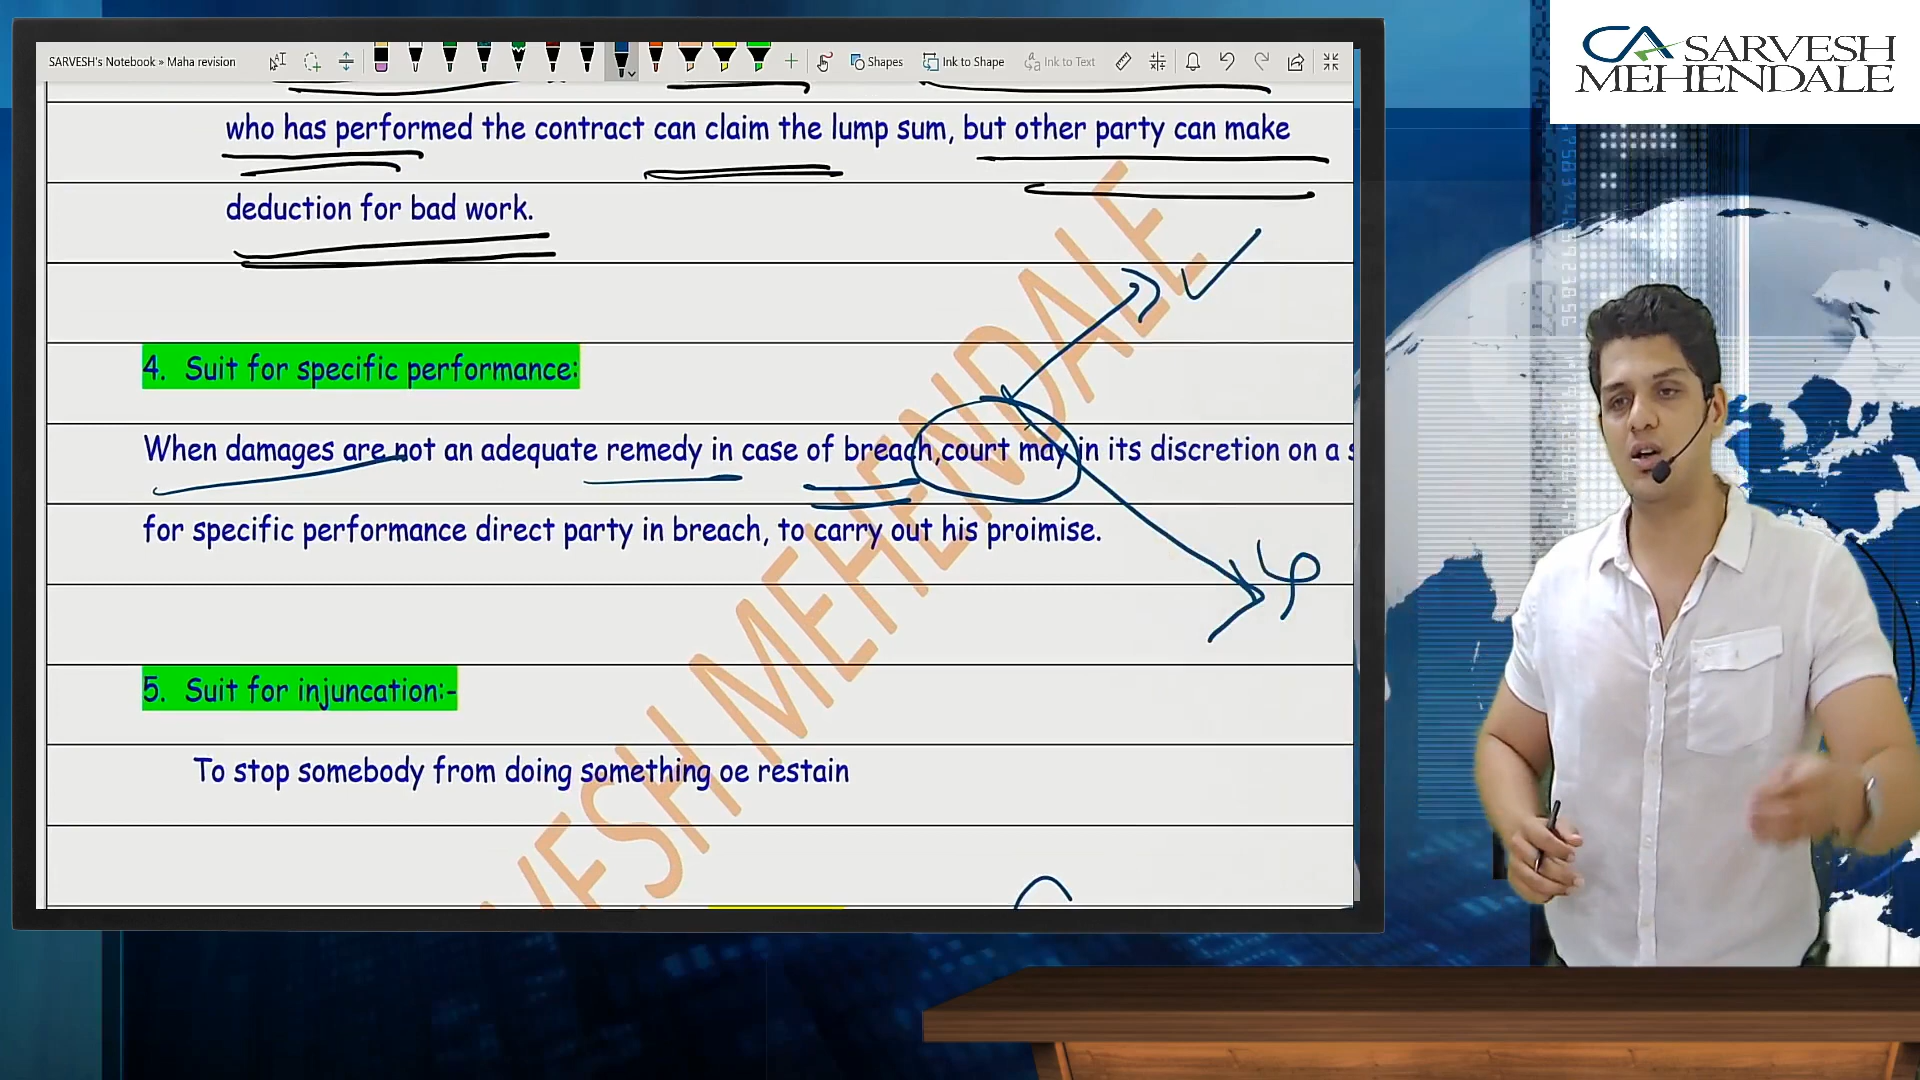 SARVESH
MEHENDALE
SARVESH's Notebook » Maha revision
Shapes
Ink to Shape
Ink to Text
who has performed the contract can claim the lump sum, but other party can make
deduction for bad work.
4. Suit for specific performance:
When damages are not an adequate remedy in case of breach,court may in its discretion on a s
for specific performance direct party in breach, to carry out his proimise.
5. Suit for injuncation:-
To stop somebody from doing something oe restain
VESH MEHENDALE